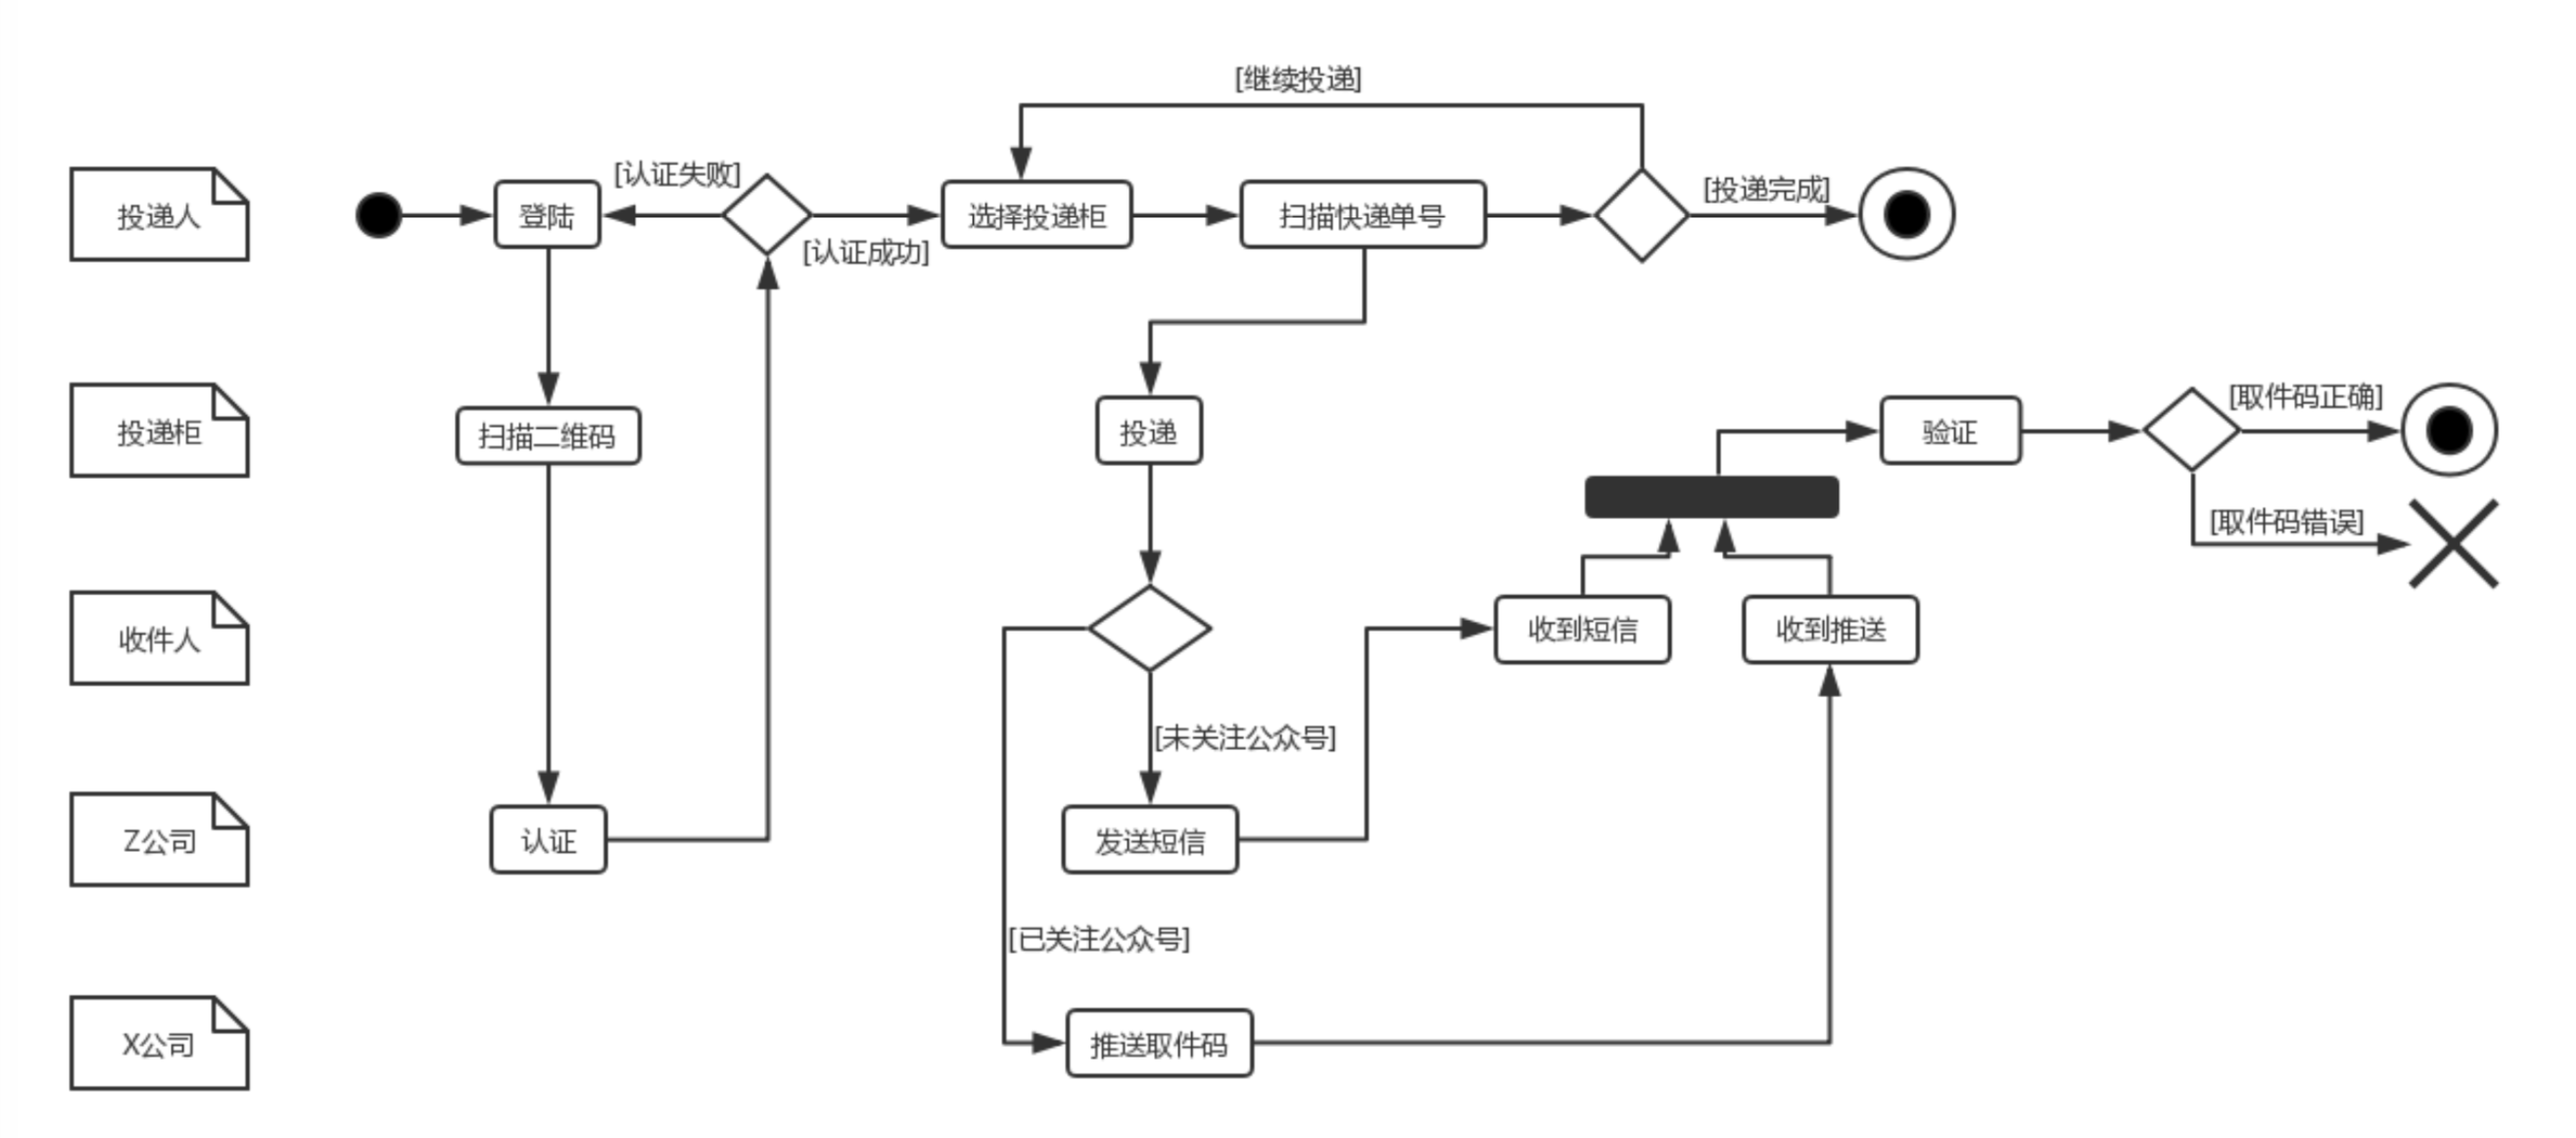 [继续投递]
投递人
登陆
[认证失败]
[认证成功]
选择投递柜
扫描快递单号
[投递完成]
投递柜
扫描二维码
投递
验证
[取件码正确]
[取件码错误]
收件人
收到短信
收到推送
[未关注公众号]
Z公司
认证
发送短信
[已关注公众号]
X公司
推送取件码